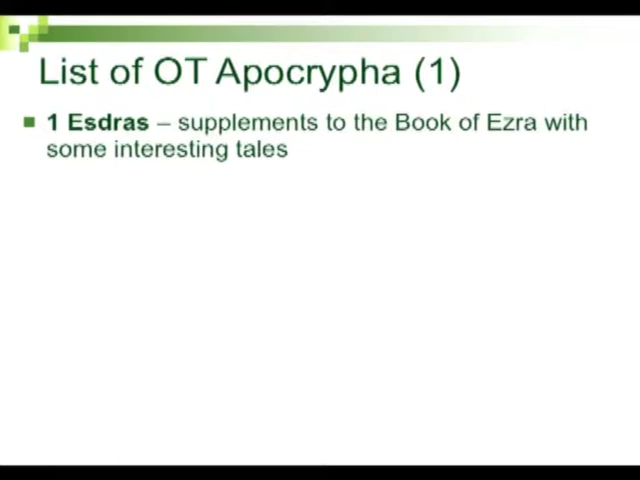 List of OT Apocrypha (1)
1 Esdras – supplements to the Book of Ezra with
some interesting tales